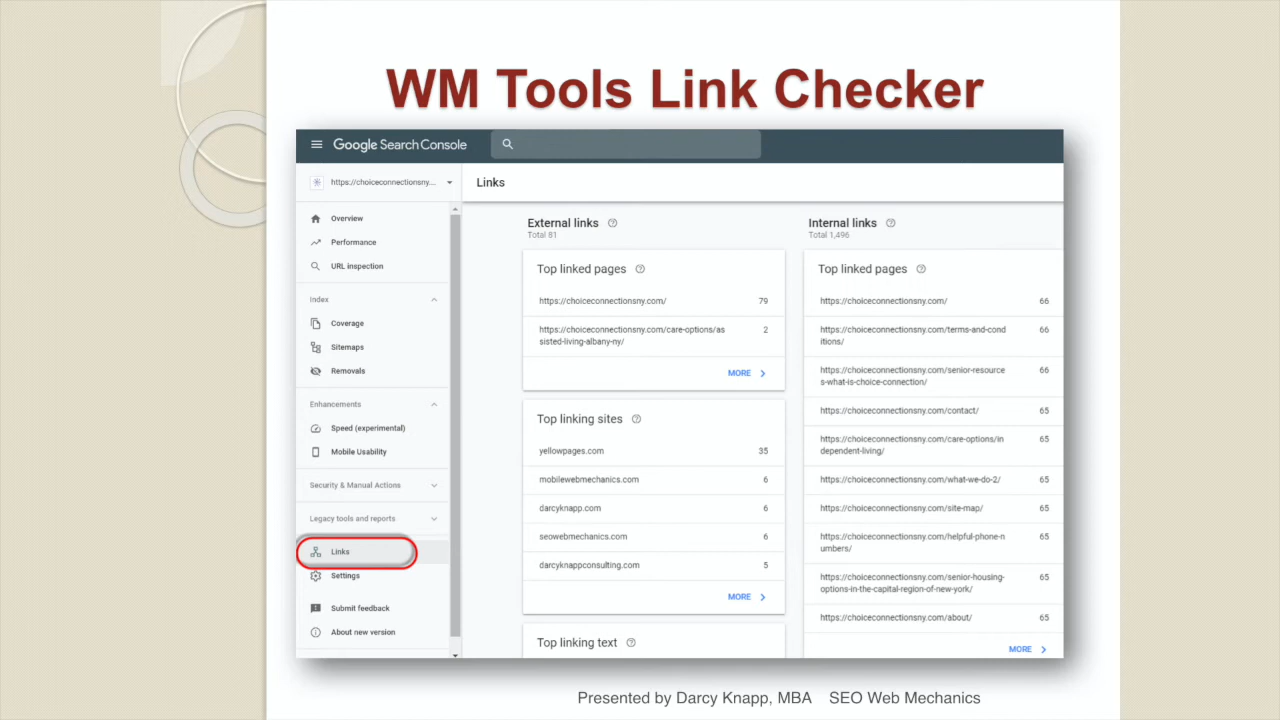 WM Tools Link Checker
Google Search Console
https://choiceconnectionsny....
Links
Overview
Performance
URL inspection
Index
Coverage
Sitemaps
Removals
Enhancements
Speed (experimental)
Mobile Usability
Security & Manual Actions
Legacy tools and reports
Links
Settings
Submit feedback
About new version
External links
Total 81
Top linked pages
https://choiceconnectionsny.com/ 79
https://choiceconnectionsny.com/care-options/as 2
sisted-living-albany-ny/
MORE
Top linking sites
yellowpages.com 35
mobilewebmechanics.com 6
darcyknapp.com 6
seowebmechanics.com 6
darcyknappconsulting.com 5
MORE
Top linking text
Internal links
Total 1,496
Top linked pages
https://choiceconnectionsny.com/ 66
https://choiceconnectionsny.com/terms-and-cond 66
itions/
https://choiceconnectionsny.com/senior-resource 66
s-what-is-choice-connection/
https://choiceconnectionsny.com/contact/ 65
https://choiceconnectionsny.com/care-options/in 65
dependent-living/
https://choiceconnectionsny.com/what-we-do-2/ 65
https://choiceconnectionsny.com/site-map/ 65
https://choiceconnectionsny.com/helpful-phone-n 65
umbers/
https://choiceconnectionsny.com/senior-housing- 65
options-in-the-capital-region-of-new-york/
https://choiceconnectionsny.com/about/ 65
MORE
Presented by Darcy Knapp, MBA SEO Web Mechanics